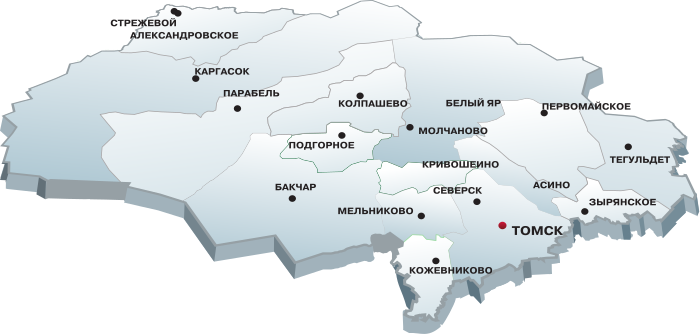 СТРЕЖЕВОЙ
АЛЕКСАНДРОВСКОЕ
КАРГАСОК
ПАРАБЕЛЬ
КОЛПАШЕВО
БЕЛЫЙ ЯР
ПЕРВОМАЙСКОЕ
МОЛЧАНОВО
ПОДГОРНОЕ
ТЕГУЛЬДЕТ
КРИВОШЕИНО
БАКЧАР
СЕВЕРСК
АСИНО
ЗЫРЯНСКОЕ
МЕЛЬНИКОВО
ТОМСК
КОЖЕВНИКОВО